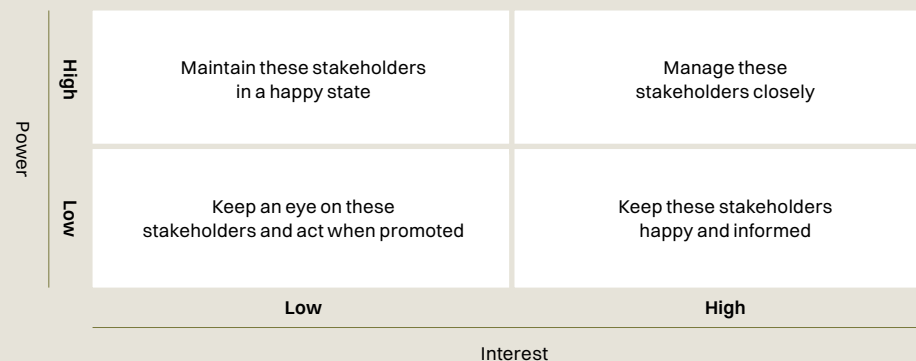 Power
High
Maintain these stakeholders
in a happy state
Manage these
stakeholders closely
Low
Keep an eye on these
stakeholders and act when promoted
Keep these stakeholders
happy and informed
Low
High
Interest